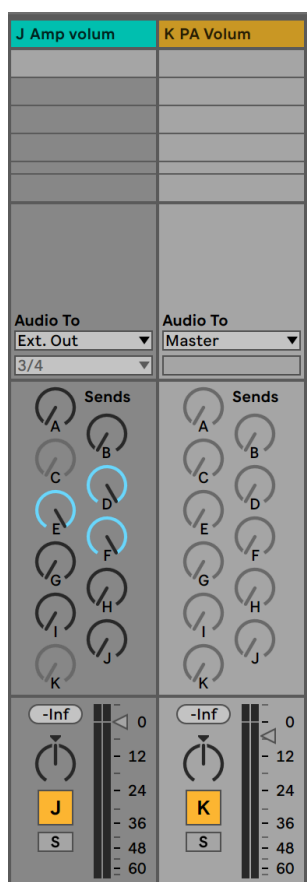 J Amp volum
K PA Volum
Audio To
Audio To
Ext. Out
Master
3/4
Sends
Sends
A
A
B
B
C
C
D
D
E
E
F
F
G
G
H
H
I
I
J
J
K
K
-Inf
-Inf
0
0
12
12
24
24
J
K
36
36
S
S
48
48
60
60